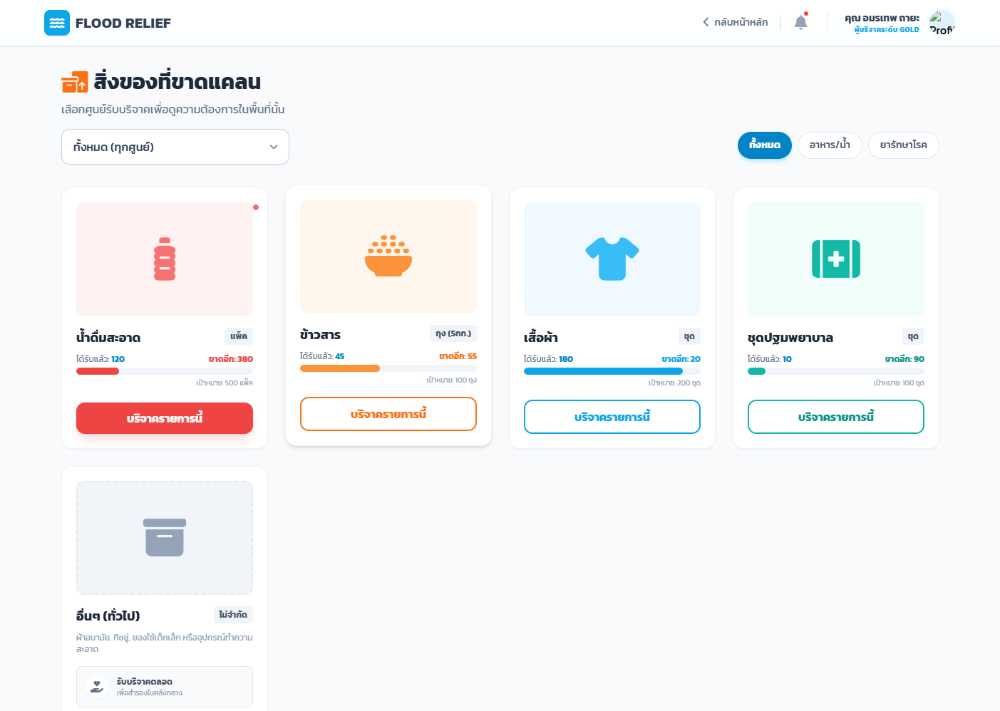 FLOOD RELIEF
กลับหน้าหลัก
คุณ อมรเทพ ถายะ
ผู้บริจาคระดับ GOLD
สิ่งของที่ขาดแคลน
เลือกศูนย์รับบริจาคเพื่อดูความต้องการในพื้นที่นั้น
ทั้งหมด (ทุกศูนย์)
ทั้งหมด
อาหาร/น้ำ
ยารักษาโรค
น้ำดื่มสะอาด
แพ็ค
ได้รับแล้ว: 120
ขาดอีก: 380
เป้าหมาย: 500 แพ็ค
บริจาครายการนี้
ข้าวสาร
ถุง (5กก.)
ได้รับแล้ว: 45
ขาดอีก: 55
เป้าหมาย: 100 ถุง
บริจาครายการนี้
เสื้อผ้า
ชุด
ได้รับแล้ว: 180
ขาดอีก: 20
เป้าหมาย: 200 ชุด
บริจาครายการนี้
ชุดปฐมพยาบาล
ชุด
ได้รับแล้ว: 10
ขาดอีก: 90
เป้าหมาย: 100 ชุด
บริจาครายการนี้
อื่นๆ (ทั่วไป)
ไม่จำกัด
ผ้าอนามัย, ทิชชู่, ของใช้เด็กเล็ก หรืออุปกรณ์ทำความ
สะอาด
รับบริจาคตลอด
เพื่อสำรองในคลังกลาง